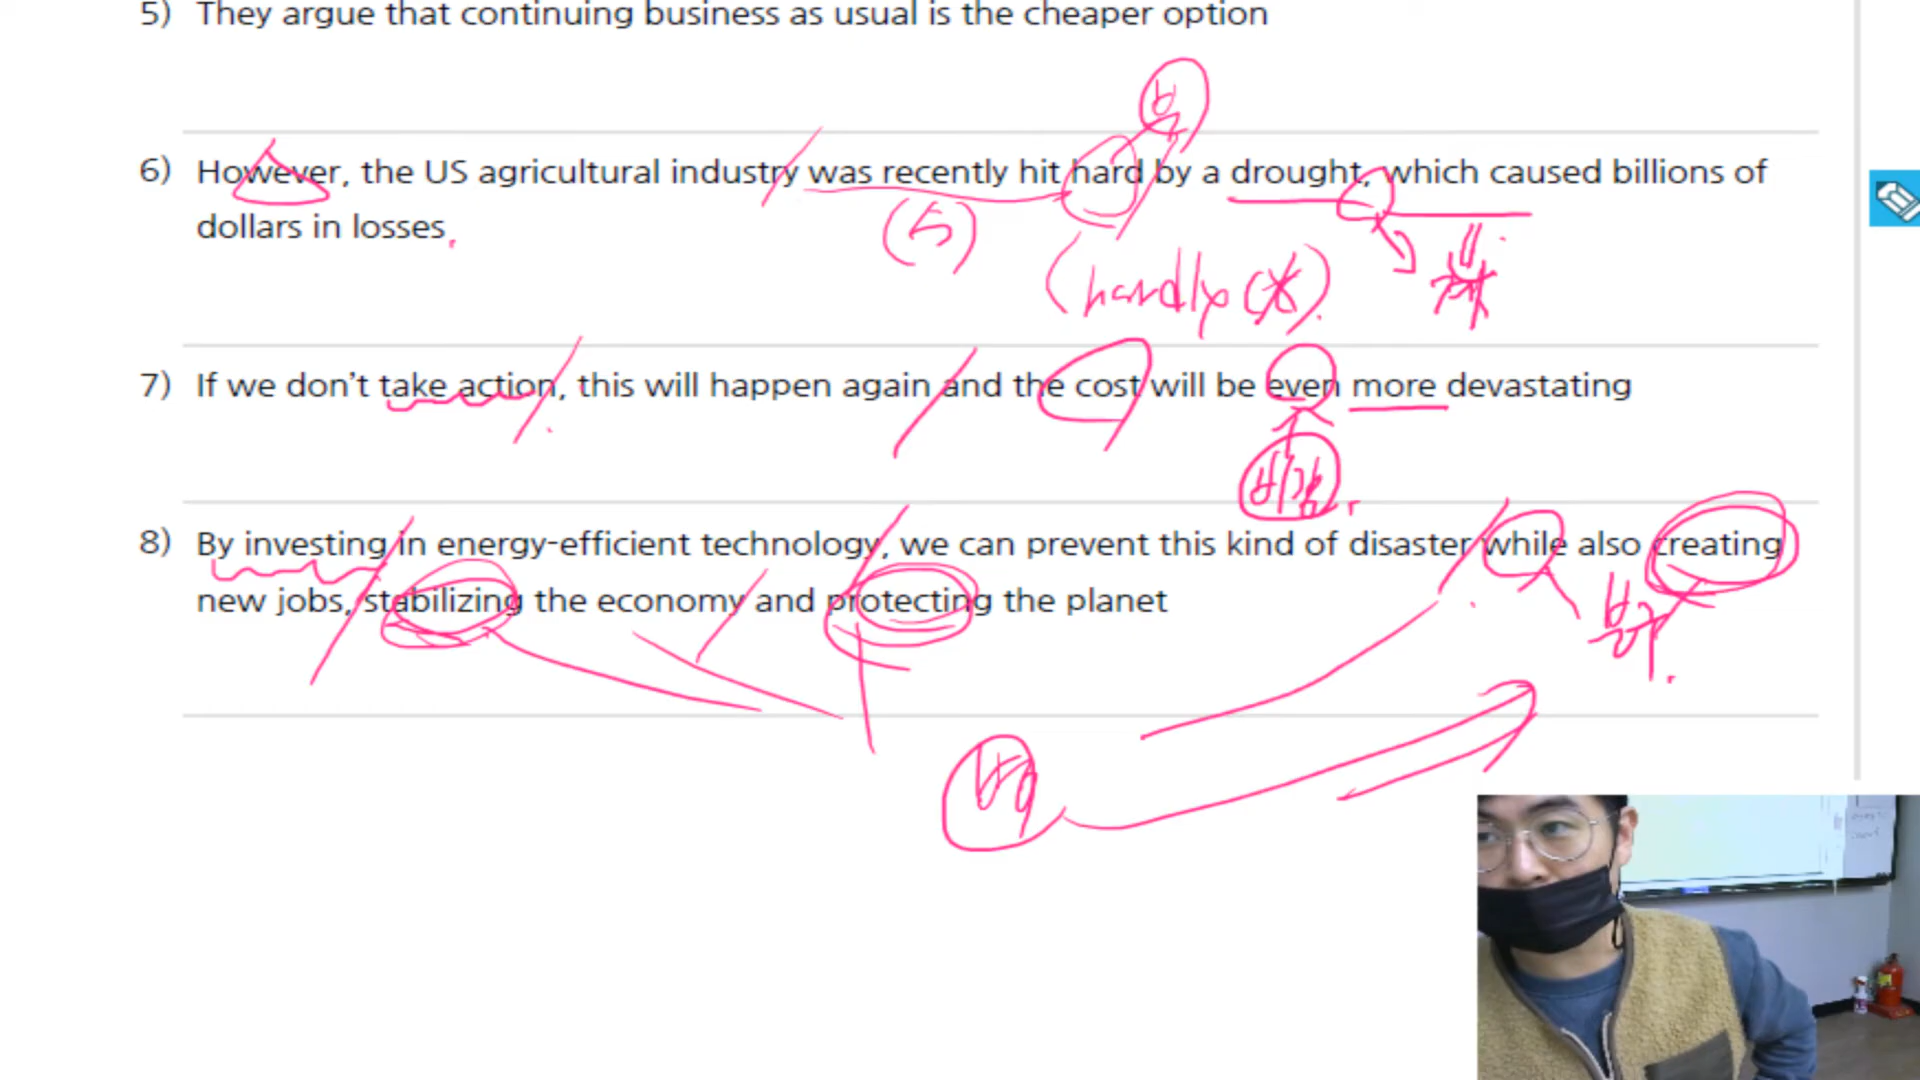 5) They argue that continuing business as usual is the cheaper option
부
6) However, the US agricultural industry was recently hit hard by a drought, which caused billions of
dollars in losses.
(hardly(X).
7) If we don't take action, this will happen again and the cost will be even more devastating
8) By investing in energy-efficient technology, we can prevent this kind of disaster while also creating
new jobs, stabilizing the economy and protecting the planet